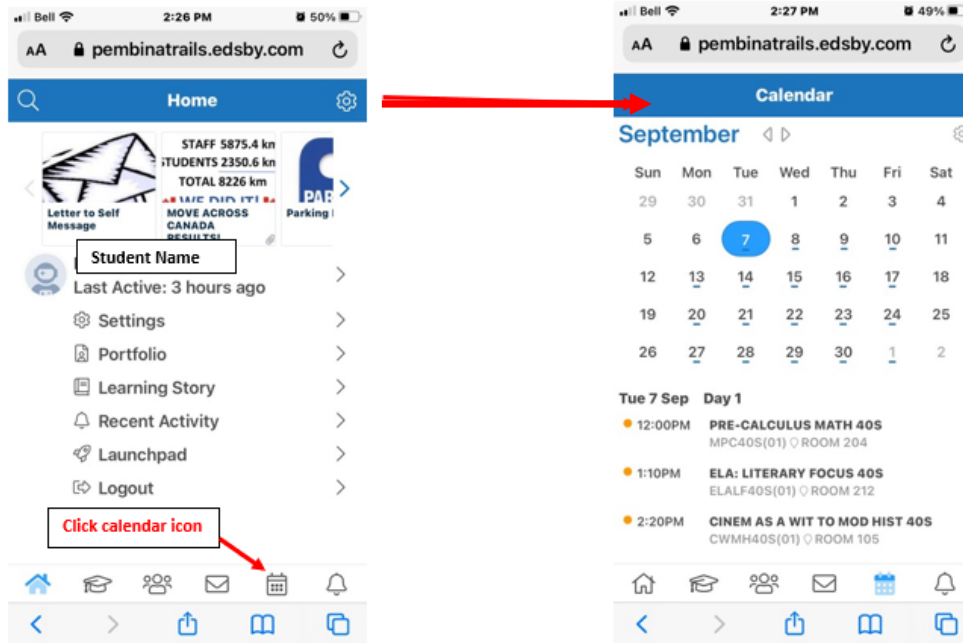 Bell 2:26 PM 50%
AA pembinatrails.edsby.com
Home
STAFF 5875.4 km
STUDENTS 2350.6 km
TOTAL 8226 km
WE DID IT!
Letter to Self
Message
MOVE ACROSS
CANADA
RESULTS!
Parking
Student Name
Last Active: 3 hours ago
Settings
Portfolio
Learning Story
Recent Activity
Launchpad
Logout
Click calendar icon
Bell 2:27 PM 49%
AA pembinatrails.edsby.com
Calendar
September
Sun Mon Tue Wed Thu Fri Sat
29 30 31 1 2 3 4
5 6 7 8 9 10 11
12 13 14 15 16 17 18
19 20 21 22 23 24 25
26 27 28 29 30 1 2
Tue 7 Sep Day 1
12:00PM PRE-CALCULUS MATH 40S
MPC40S(01) ROOM 204
1:10PM ELA: LITERARY FOCUS 40S
ELALF40S(01) ROOM 212
2:20PM CINEM AS A WIT TO MOD HIST 40S
CWMH40S(01) ROOM 105